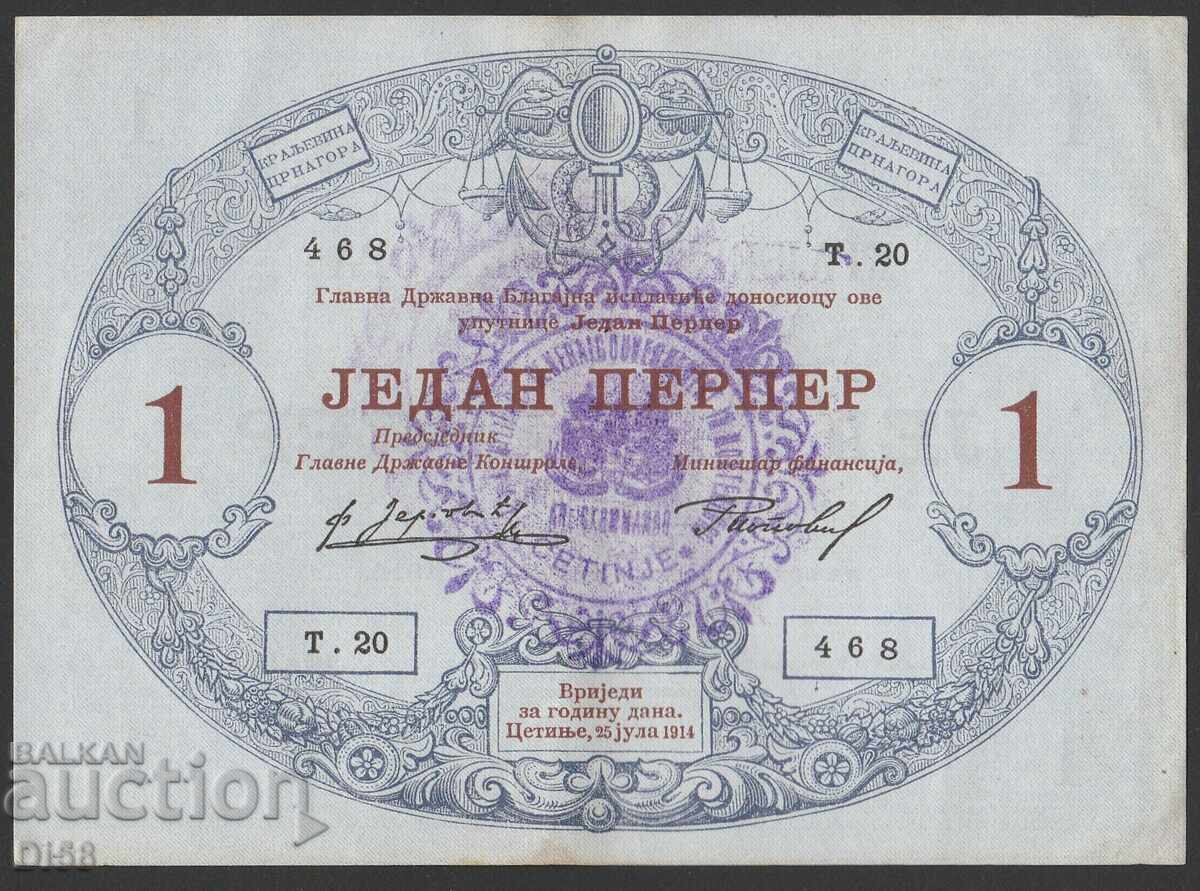 КРАЉЕВИНА
ЦРНАГОРА
КРАЉЕВИНА
ЦРНАГОРА
468
Т. 20
Главна Државна Благајна исплатиће доносиоцу ове
упутнице Један Перпер
1
ЈЕДАН ПЕРПЕР
1
Предсједник
Главне Државне Контроле,
Министар финансија,
CETINJE
Т. 20
468
Вриједи
за годину дана.
Цетиње, 25 јула 1914
BALKAN
auction
DI58